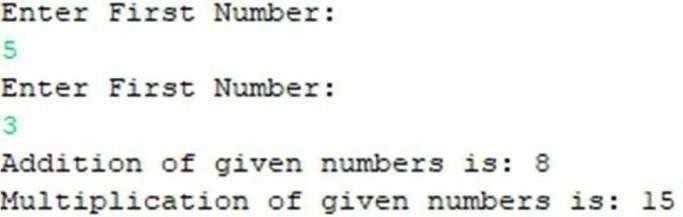 Enter First Number:
5
Enter First Number:
3
Addition of given numbers is: 8
Multiplication of given numbers is: 15